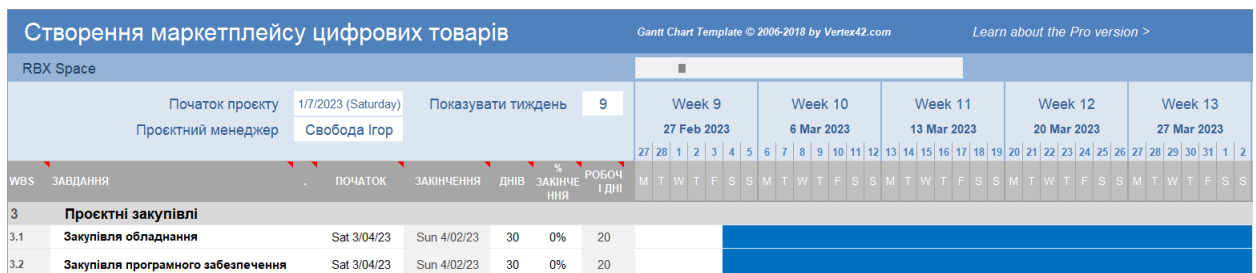 Створення маркетплейсу цифрових товарів Gantt Chart Template © 2006-2018 by Vertex42.com Learn about the Pro version >
RBX Space
Початок проєкту 1/7/2023 (Saturday) Показувати тиждень 9 Week 9 Week 10 Week 11 Week 12 Week 13
Проєктний менеджер Свобода Ігор 27 Feb 2023 6 Mar 2023 13 Mar 2023 20 Mar 2023 27 Mar 2023
27 28 1 2 3 4 5 6 7 8 9 10 11 12 13 14 15 16 17 18 19 20 21 22 23 24 25 26 27 28 29 30 31 1 2
WBS ЗАВДАННЯ . ПОЧАТОК ЗАКІНЧЕННЯ ДНІВ % ЗАКІНЧЕ ННЯ РОБОЧ І ДНІ M T W T F S S M T W T F S S M T W T F S S M T W T F S S M T W T F S S
3 Проєктні закупівлі
3.1 Закупівля обладнання Sat 3/04/23 Sun 4/02/23 30 0% 20
3.2 Закупівля програмного забезпечення Sat 3/04/23 Sun 4/02/23 30 0% 20